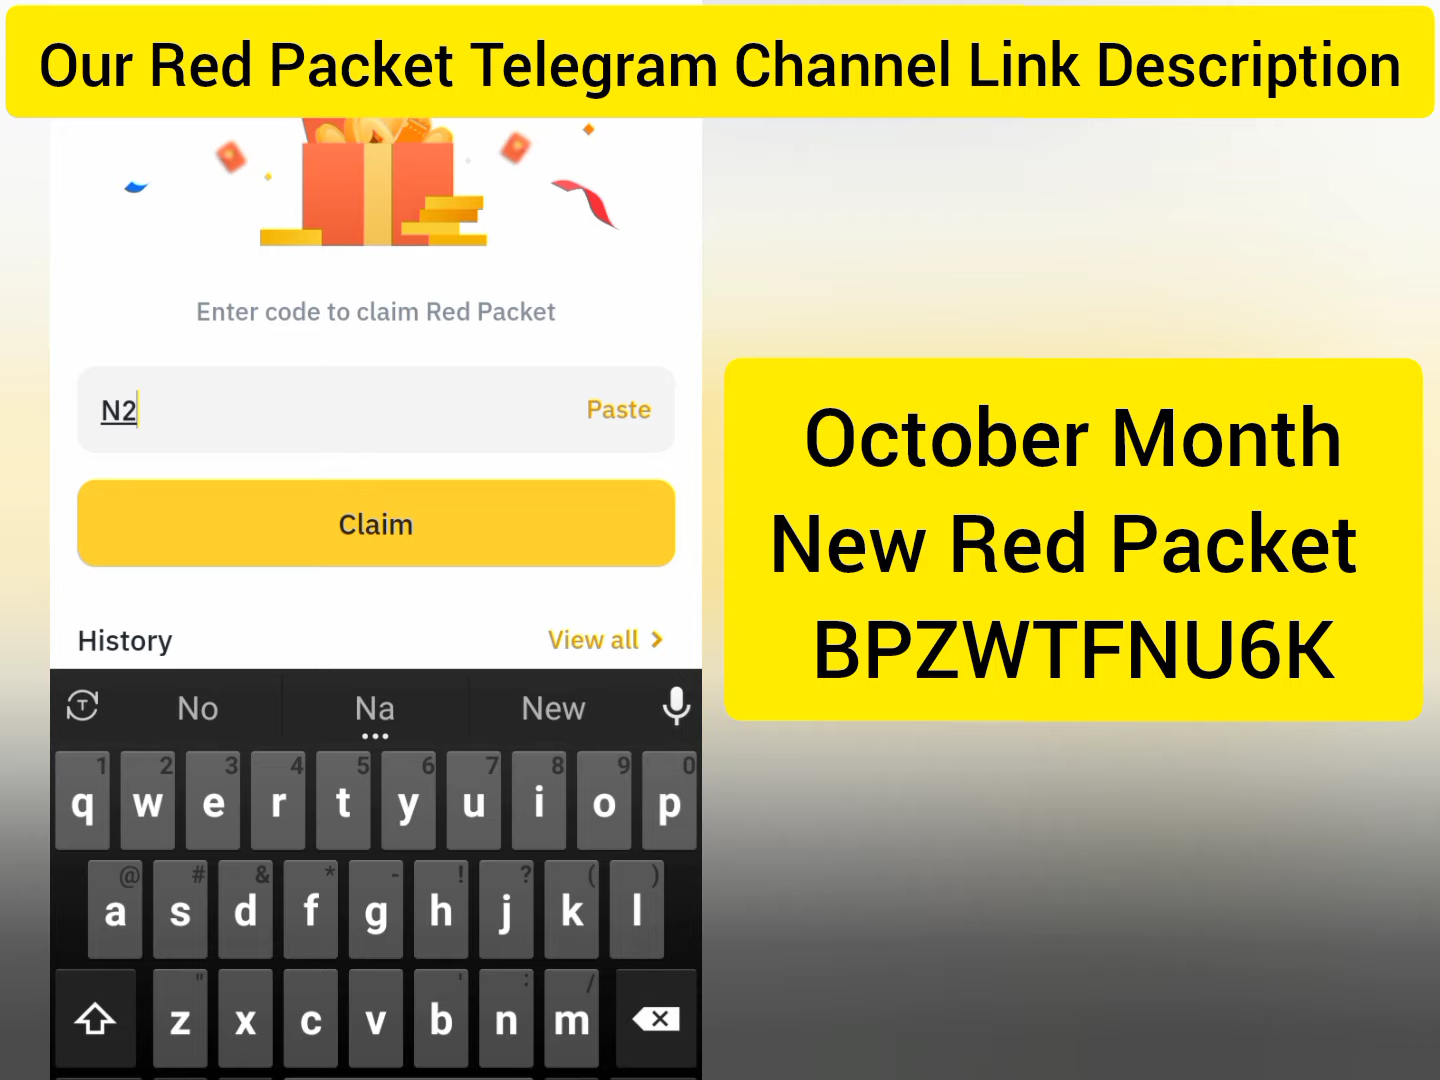 Our Red Packet Telegram Channel Link Description
Enter code to claim Red Packet
N2
Paste
Claim
History
View all >
October Month
New Red Packet
BPZWTFNU6K
T
No
Na
New
1 2 3 4 5 6 7 8 9 0
q w e r t y u i o p
@ # & * - ! ? ( )
a s d f g h j k l
" ' : /
z x c v b n m